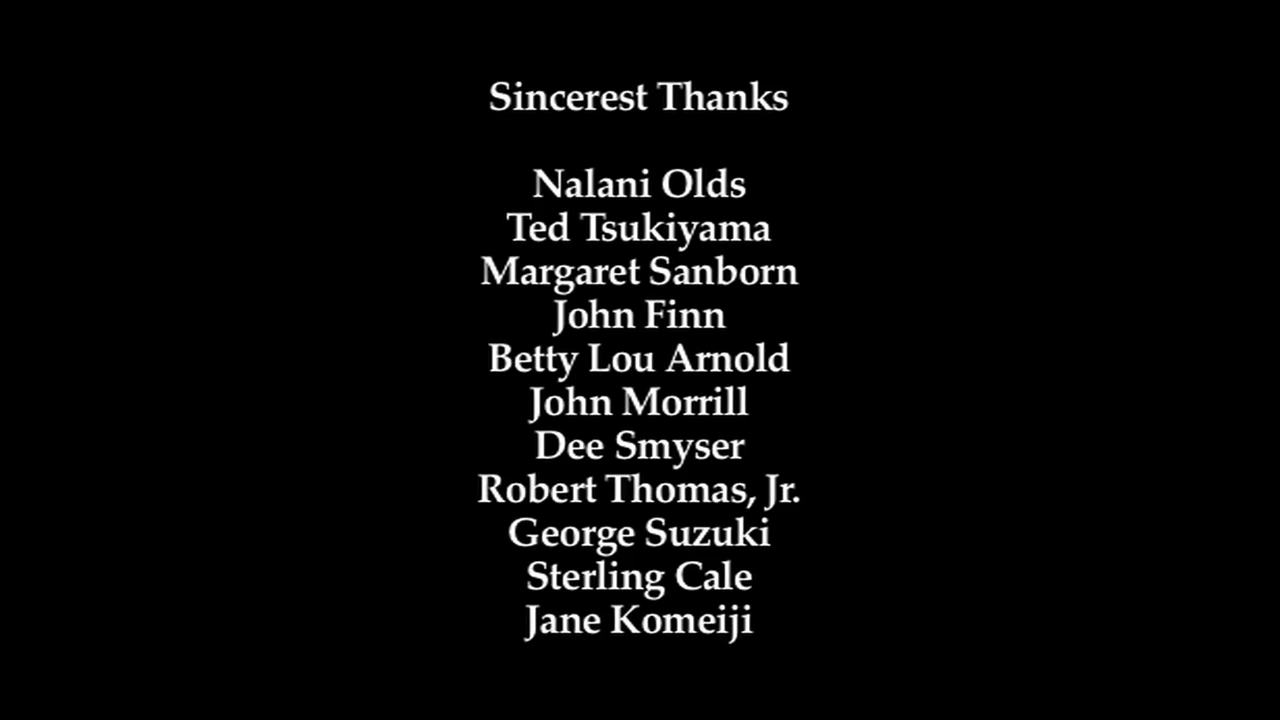 Sincerest Thanks
Nalani Olds
Ted Tsukiyama
Margaret Sanborn
John Finn
Betty Lou Arnold
John Morrill
Dee Smyser
Robert Thomas, Jr.
George Suzuki
Sterling Cale
Jane Komeiji